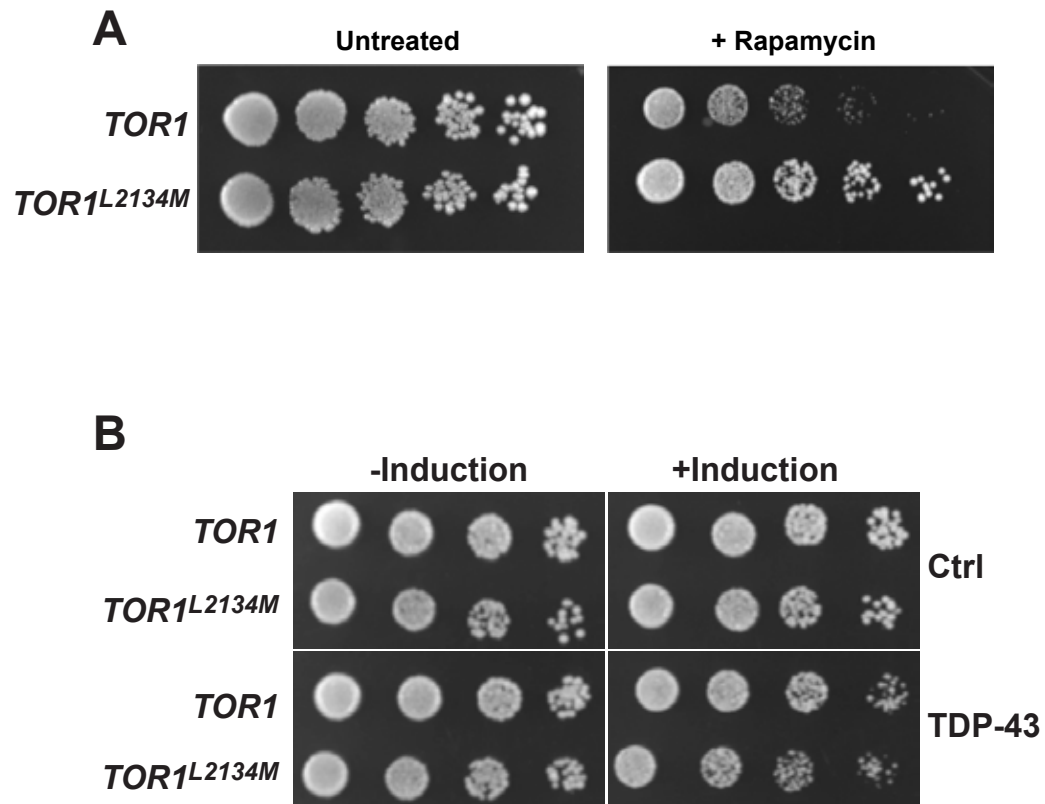 A
Untreated
+ Rapamycin
TOR1
TOR1L2134M
B
-Induction
+Induction
TOR1
Ctrl
TOR1L2134M
TOR1
TDP-43
TOR1L2134M